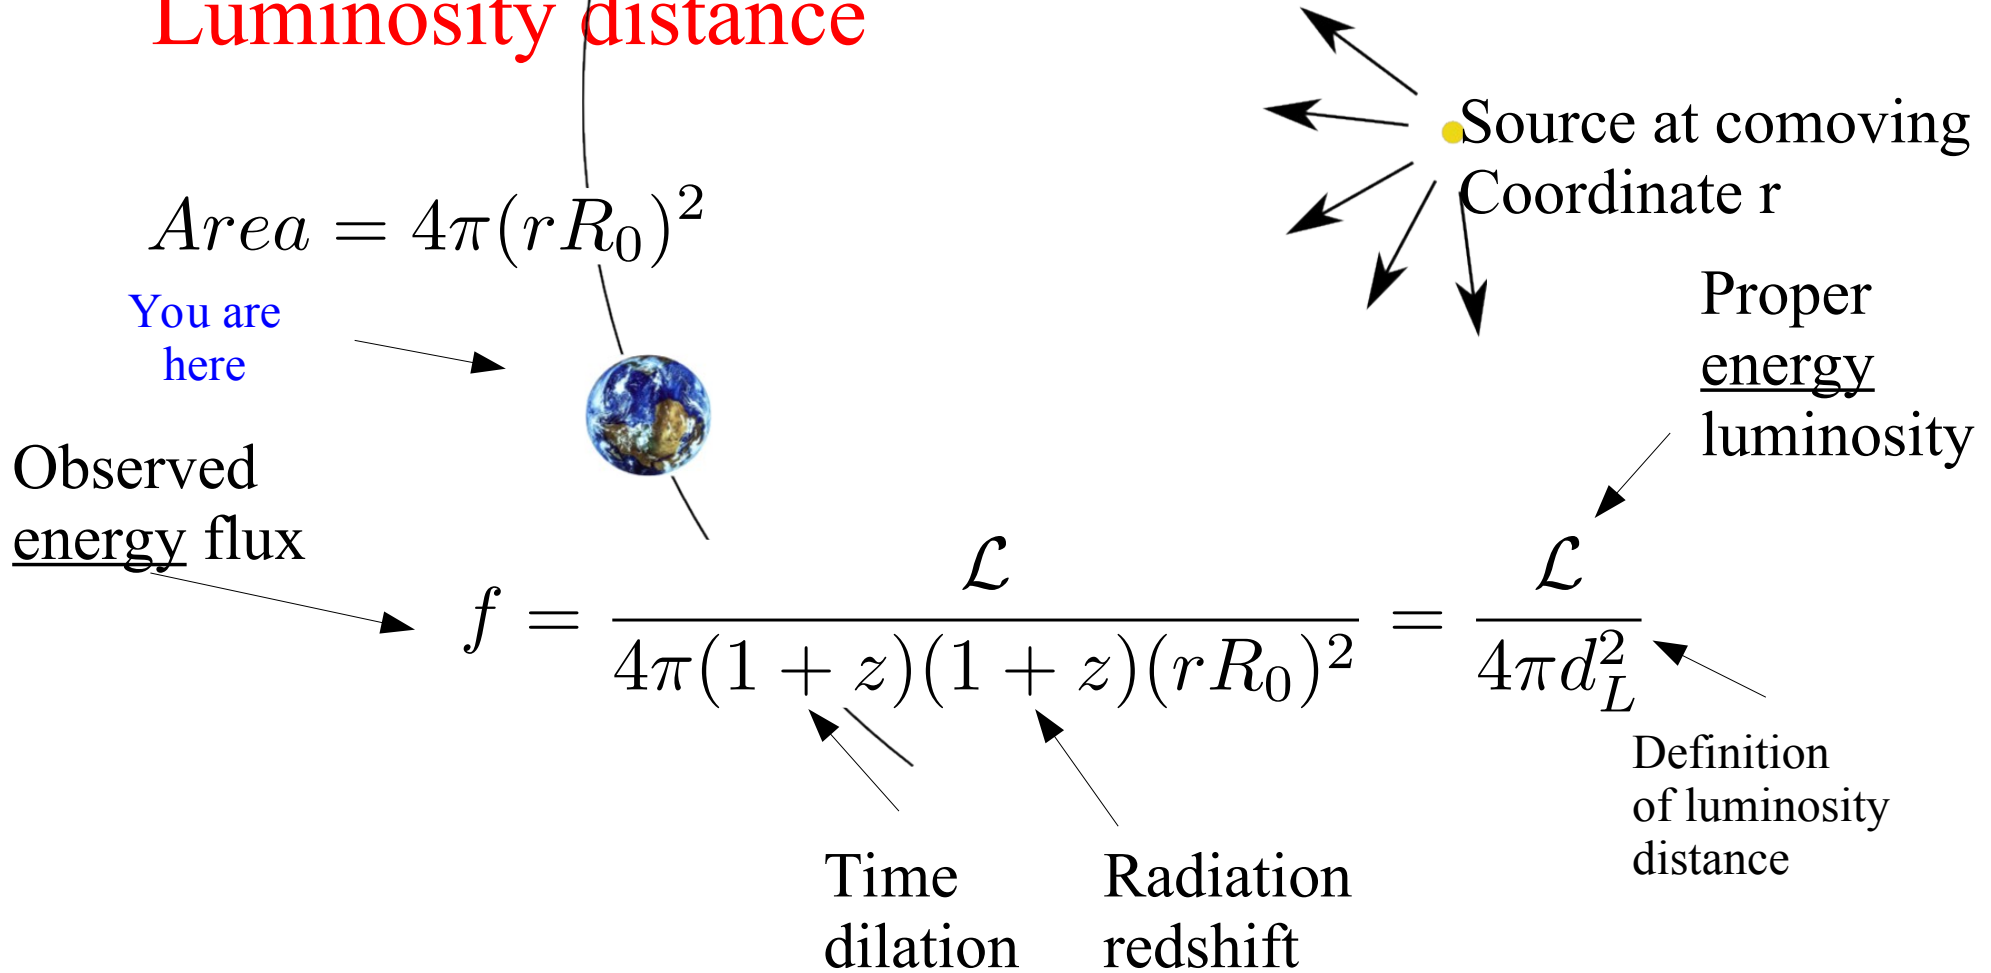 Luminosity distance
Source at comoving
Coordinate r
Area = 4π(rR₀)²
You are
here
Proper
energy
luminosity
Observed
energy flux
f = ℒ / 4π(1 + z)(1 + z)(rR₀)² = ℒ / 4πd_L²
Definition
of luminosity
distance
Time
dilation
Radiation
redshift